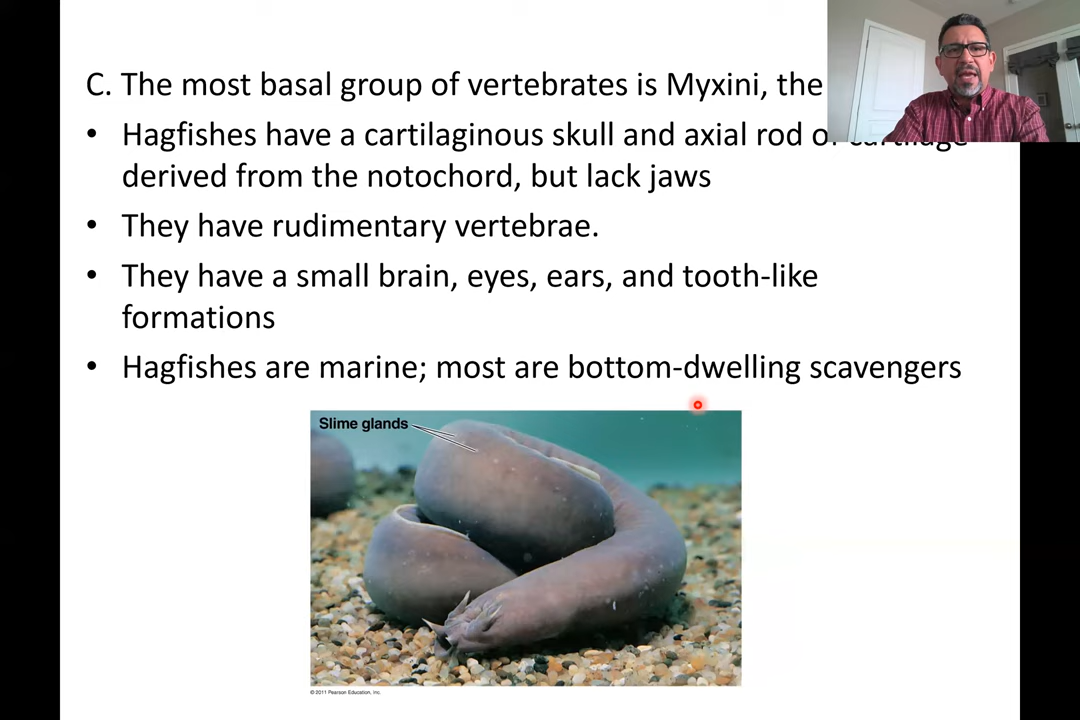 C. The most basal group of vertebrates is Myxini, the
• Hagfishes have a cartilaginous skull and axial rod of cartilage
derived from the notochord, but lack jaws
• They have rudimentary vertebrae.
• They have a small brain, eyes, ears, and tooth-like
formations
• Hagfishes are marine; most are bottom-dwelling scavengers
Slime glands
© 2011 Pearson Education, Inc.